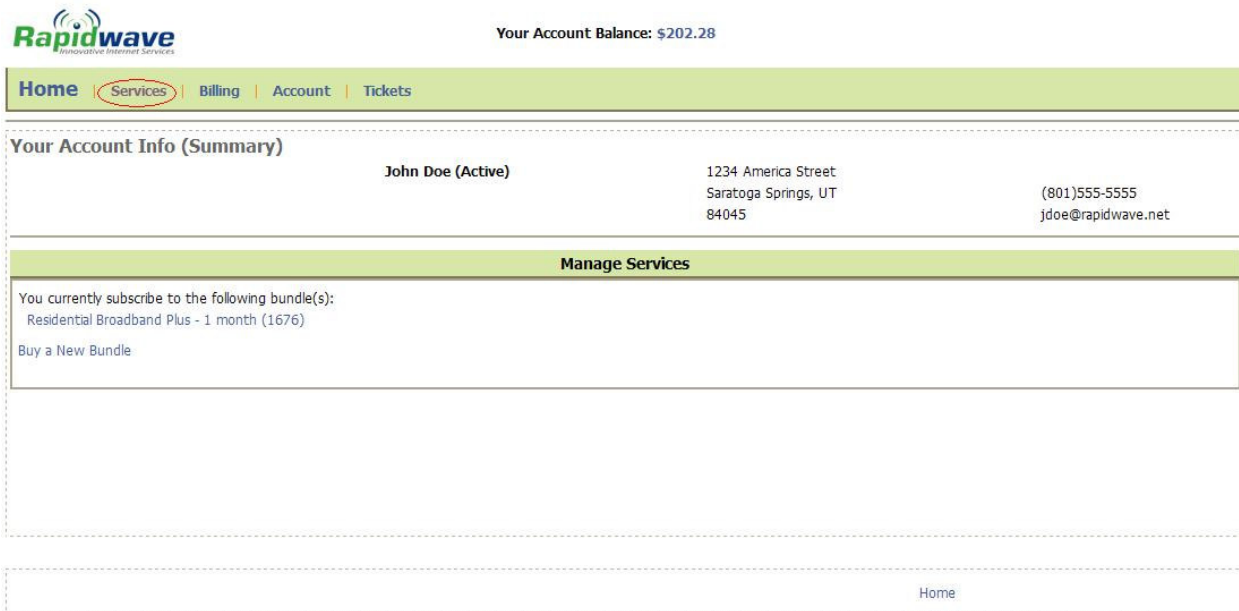 Rapidwave
Innovative Internet Services
Your Account Balance: $202.28
Home | Services | Billing | Account | Tickets
Your Account Info (Summary)
John Doe (Active)
1234 America Street
Saratoga Springs, UT
84045
(801)555-5555
jdoe@rapidwave.net
Manage Services
You currently subscribe to the following bundle(s):
Residential Broadband Plus - 1 month (1676)
Buy a New Bundle
Home